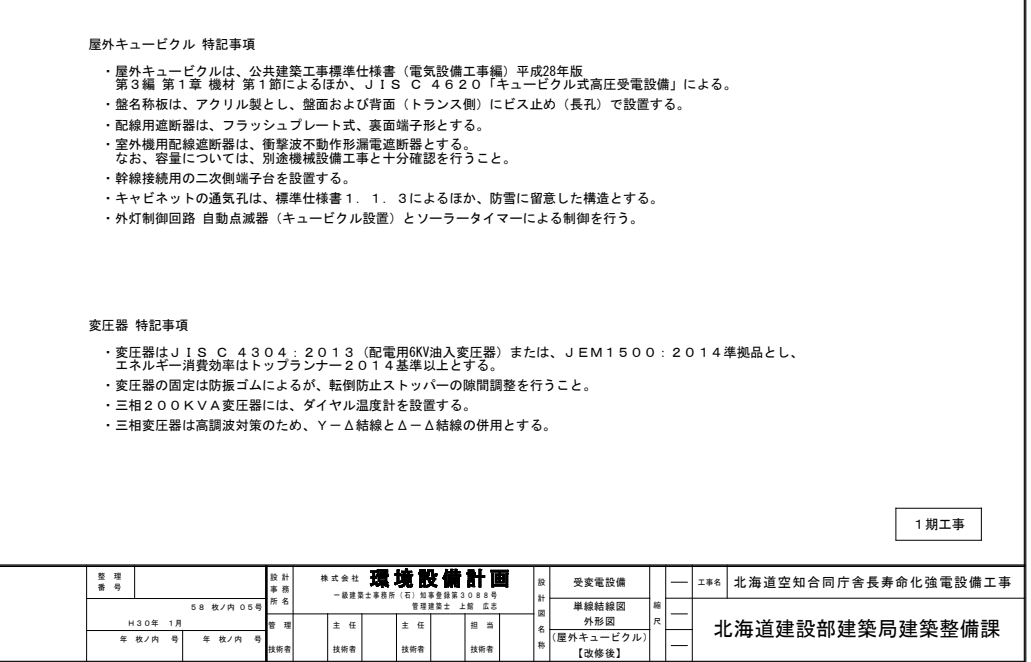 屋外キュービクル 特記事項
・屋外キュービクルは、公共建築工事標準仕様書（電気設備工事編）平成28年版
第３編 第１章 機材 第１節によるほか、ＪＩＳ Ｃ ４６２０「キュービクル式高圧受電設備」による。
・盤名称板は、アクリル製とし、盤面および背面（トランス側）にビス止め（長孔）で設置する。
・配線用遮断器は、フラッシュプレート式、裏面端子形とする。
・室外機用配線遮断器は、衝撃波不動作形漏電遮断器とする。
なお、容量については、別途機械設備工事と十分確認を行うこと。
・幹線接続用の二次側端子台を設置する。
・キャビネットの通気孔は、標準仕様書１．１．３によるほか、防雪に留意した構造とする。
・外灯制御回路 自動点滅器（キュービクル設置）とソーラータイマーによる制御を行う。
変圧器 特記事項
・変圧器はＪＩＳ Ｃ ４３０４：２０１３（配電用6KV油入変圧器）または、ＪＥＭ１５００：２０１４準拠品とし、
エネルギー消費効率はトップランナー２０１４基準以上とする。
・変圧器の固定は防振ゴムによるが、転倒防止ストッパーの隙間調整を行うこと。
・三相２００ＫＶＡ変圧器には、ダイヤル温度計を設置する。
・三相変圧器は高調波対策のため、Ｙ－Δ結線とΔ－Δ結線の併用とする。
１期工事
整理番号
58 枚ノ内 05号
Ｈ30年 1月
年 枚ノ内 号 年 枚ノ内 号
設計事務所名
株式会社 環境設備計画
一級建築士事務所（石）知事登録第３０８８号
管理建築士 上舘 広志
管理技術者 主任技術者 主任技術者 担当技術者
設計図名称
受変電設備
単線結線図
外形図
(屋外キュービクル)
【改修後】
縮尺
工事名 北海道空知合同庁舎長寿命化強電設備工事
北海道建設部建築局建築整備課